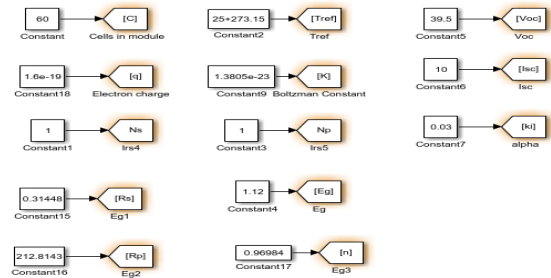 60 [C] 25+273.15 [Tref] 39.5 [Voc]
Constant Cells in module Constant2 Tref Constant5 Voc
1.6e-19 [q] 1.3805e-23 [K] 10 [Isc]
Constant18 Electron charge Constant9 Boltzman Constant Constant6 Isc
1 Ns 1 Np 0.03 [ki]
Constant1 Irs4 Constant3 Irs5 Constant7 alpha
0.31448 [Rs] 1.12 [Eg]
Constant15 Eg1 Constant4 Eg
212.8143 [Rp] 0.96984 [n]
Constant16 Eg2 Constant17 Eg3